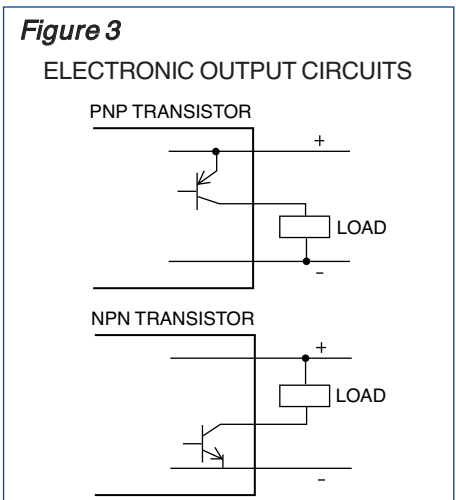 Figure 3
ELECTRONIC OUTPUT CIRCUITS
PNP TRANSISTOR
+
LOAD
–
NPN TRANSISTOR
+
LOAD
–